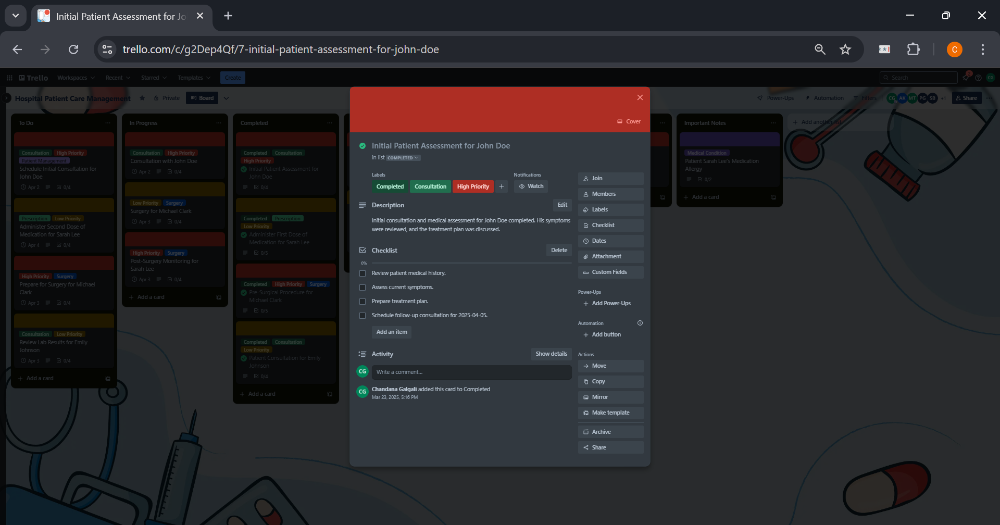 Initial Patient Assessment for Jo
trello.com/c/g2Dep4Qf/7-initial-patient-assessment-for-john-doe
C
Trello
Workspaces
Recent
Starred
Templates
Create
Search
2
CG
Hospital Patient Care Management
Private
Board
Power-Ups
Automation
Filters
CG
AK
MT
PG
SB
+1
Share
To Do
Consultation
High Priority
Patient Management
Schedule Initial Consultation for
John Doe
Apr 2
0/4
Prescription
Low Priority
Administer Second Dose of
Medication for Sarah Lee
Apr 4
0/4
High Priority
Surgery
Prepare for Surgery for Michael
Clark
Apr 3
0/4
Consultation
Low Priority
Review Lab Results for Emily
Johnson
Apr 3
0/4
+ Add a card
In Progress
Consultation
High Priority
Consultation with John Doe
Apr 2
0/4
Low Priority
Surgery
Surgery for Michael Clark
Apr 3
0/4
High Priority
Surgery
Post-Surgery Monitoring for
Sarah Lee
Apr 3
0/4
+ Add a card
Completed
Completed
Consultation
High Priority
Initial Patient Assessment for
John Doe
0/4
Completed
Prescription
Low Priority
Administer First Dose of
Medication for Sarah Lee
0/5
Completed
High Priority
Surgery
Pre-Surgical Procedure for
Michael Clark
0/5
Completed
Consultation
Low Priority
Patient Consultation for Emily
Johnson
0/4
+ Add a card
Cover
Initial Patient Assessment for John Doe
in list COMPLETED
Labels
Completed
Consultation
High Priority
+
Notifications
Watch
Description
Edit
Initial consultation and medical assessment for John Doe completed. His symptoms
were reviewed, and the treatment plan was discussed.
Checklist
Delete
0%
Review patient medical history.
Assess current symptoms.
Prepare treatment plan.
Schedule follow-up consultation for 2025-04-05.
Add an item
Activity
Show details
CG
Write a comment...
CG
Chandana Galgali added this card to Completed
Mar 23, 2025, 5:16 PM
Join
Members
Labels
Checklist
Dates
Attachment
Custom Fields
Power-Ups
+ Add Power-Ups
Automation
+ Add button
Actions
Move
Copy
Mirror
Make template
Archive
Share
Important Notes
Medical Condition
Patient Sarah Lee's Medication
Allergy
0/2
+ Add a card
+ Add another list